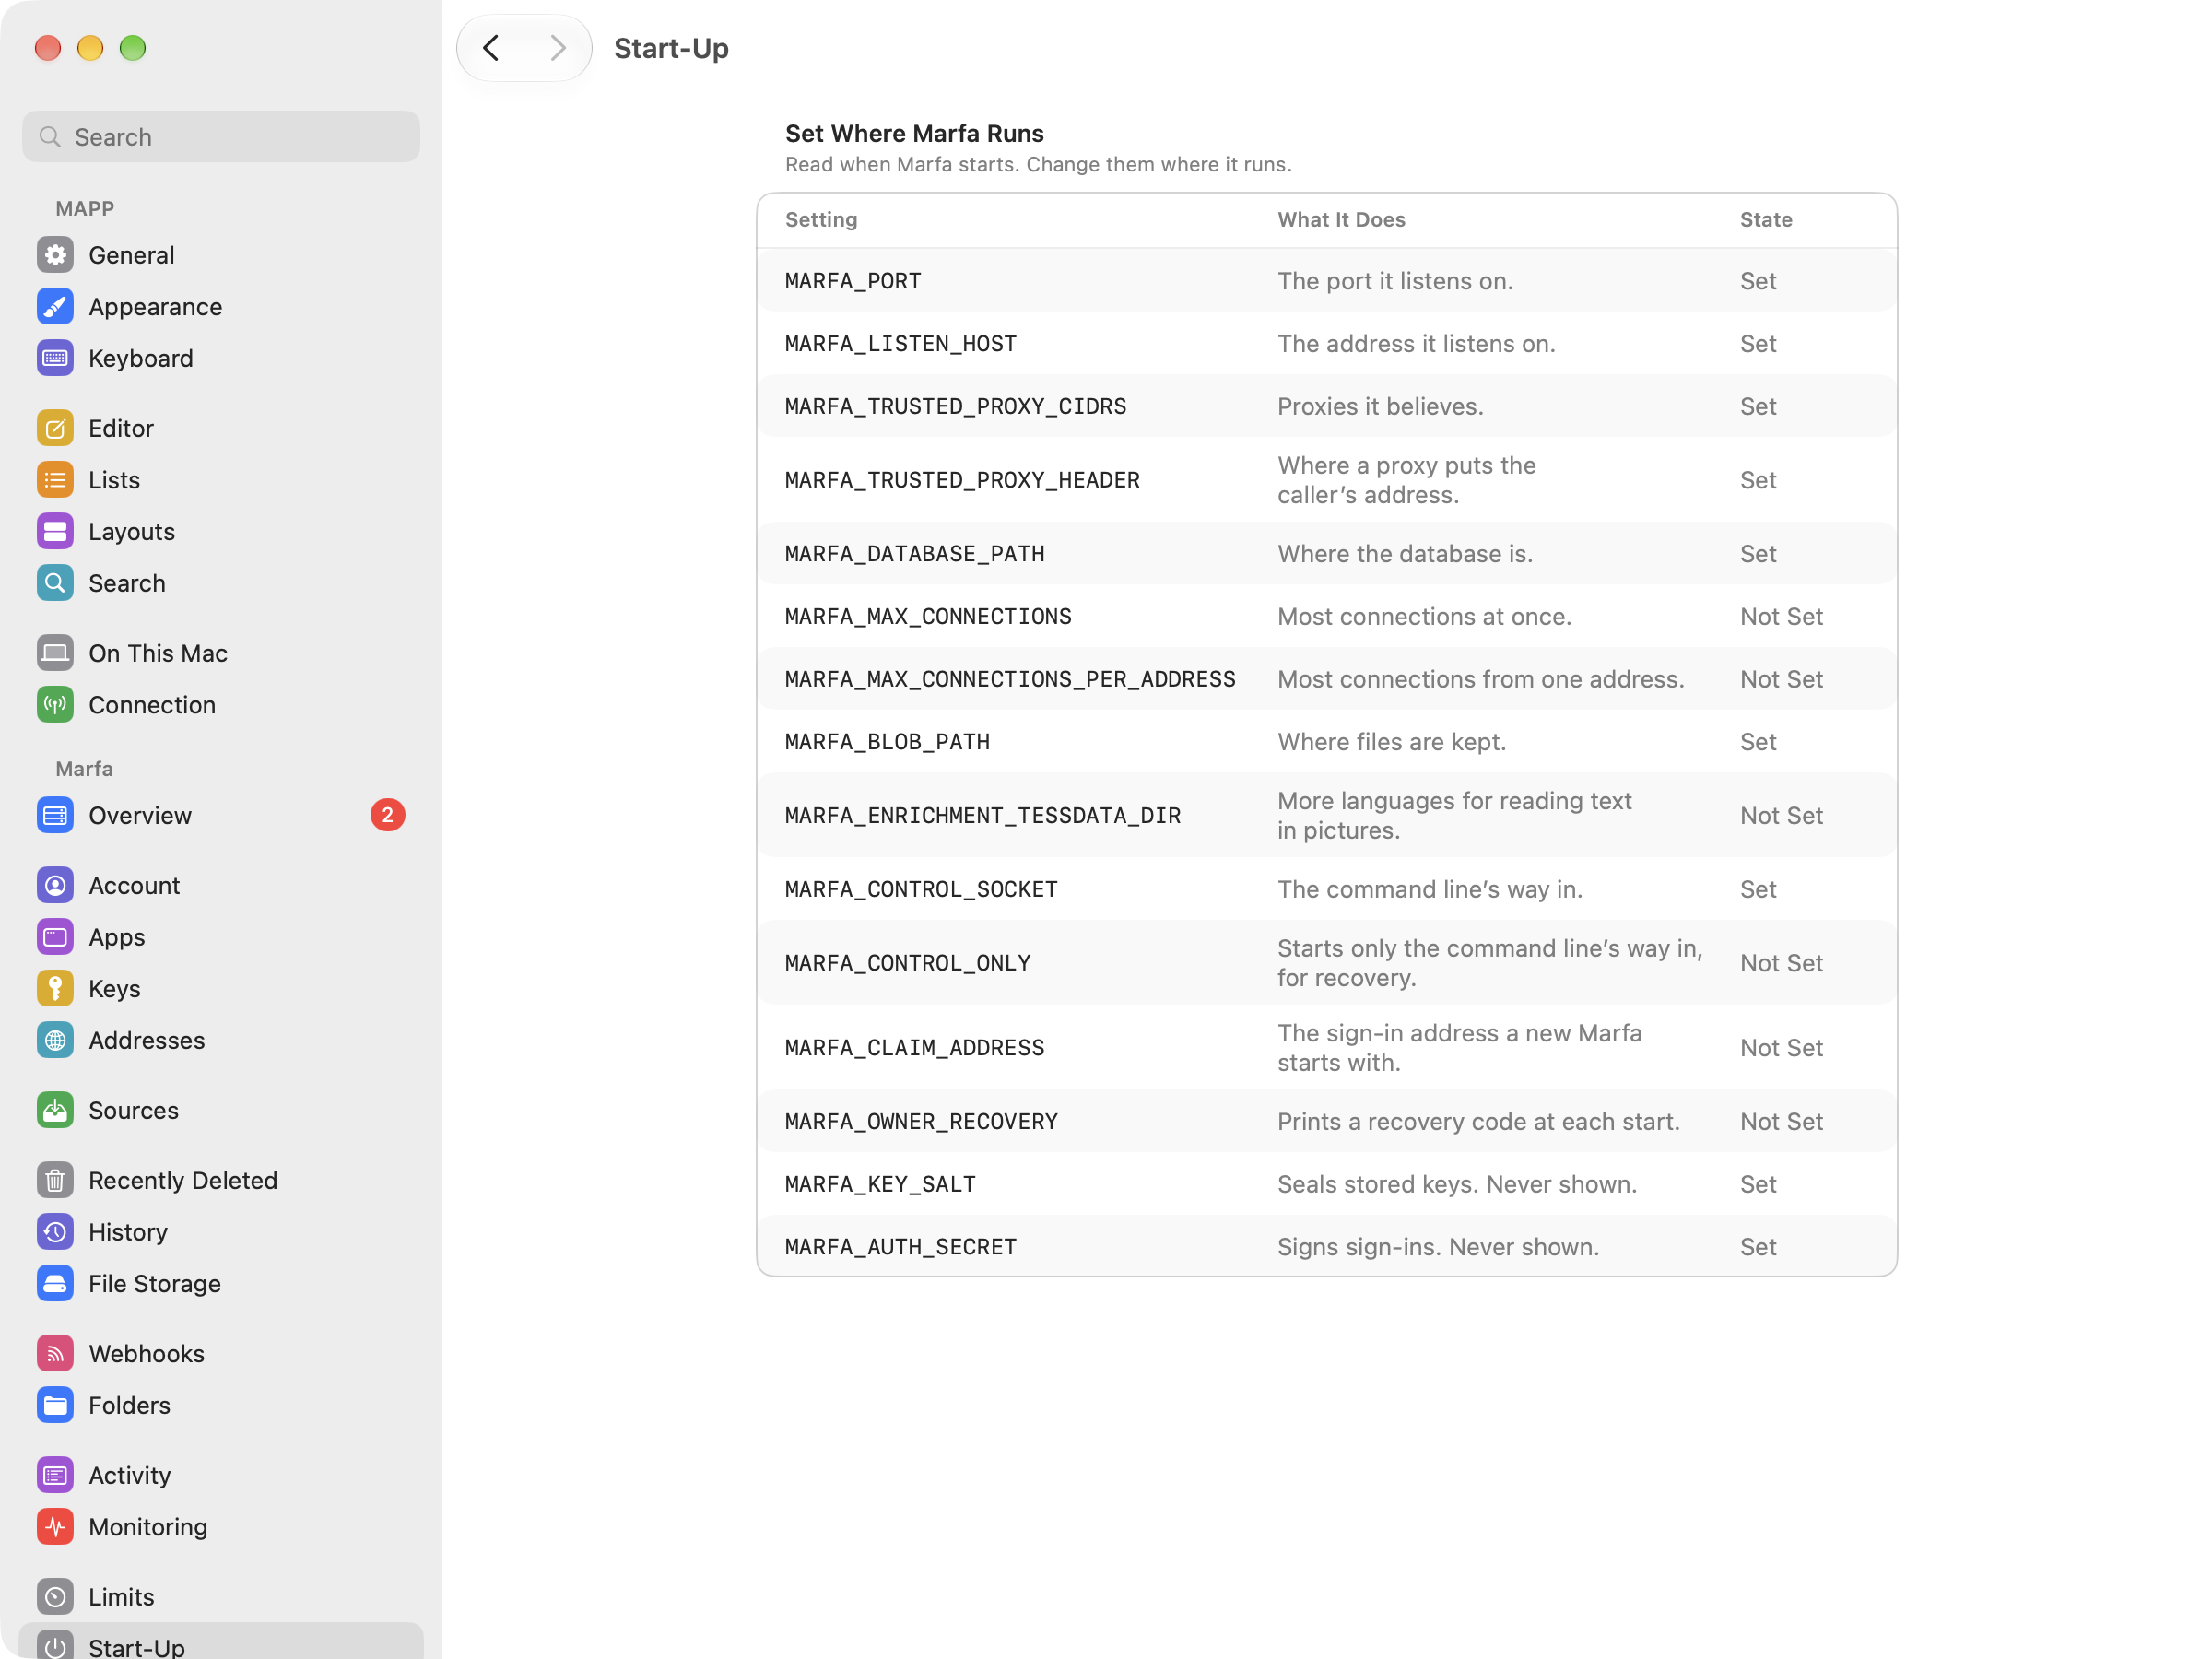 Start-Up
Search
MAPP
General
Appearance
Keyboard
Editor
Lists
Layouts
Search
On This Mac
Connection
Marfa
Overview 2
Account
Apps
Keys
Addresses
Sources
Recently Deleted
History
File Storage
Webhooks
Folders
Activity
Monitoring
Limits
Start-Up
Set Where Marfa Runs
Read when Marfa starts. Change them where it runs.
Setting What It Does State
MARFA_PORT The port it listens on. Set
MARFA_LISTEN_HOST The address it listens on. Set
MARFA_TRUSTED_PROXY_CIDRS Proxies it believes. Set
MARFA_TRUSTED_PROXY_HEADER Where a proxy puts the
caller’s address. Set
MARFA_DATABASE_PATH Where the database is. Set
MARFA_MAX_CONNECTIONS Most connections at once. Not Set
MARFA_MAX_CONNECTIONS_PER_ADDRESS Most connections from one address. Not Set
MARFA_BLOB_PATH Where files are kept. Set
MARFA_ENRICHMENT_TESSDATA_DIR More languages for reading text
in pictures. Not Set
MARFA_CONTROL_SOCKET The command line’s way in. Set
MARFA_CONTROL_ONLY Starts only the command line’s way in,
for recovery. Not Set
MARFA_CLAIM_ADDRESS The sign-in address a new Marfa
starts with. Not Set
MARFA_OWNER_RECOVERY Prints a recovery code at each start. Not Set
MARFA_KEY_SALT Seals stored keys. Never shown. Set
MARFA_AUTH_SECRET Signs sign-ins. Never shown. Set